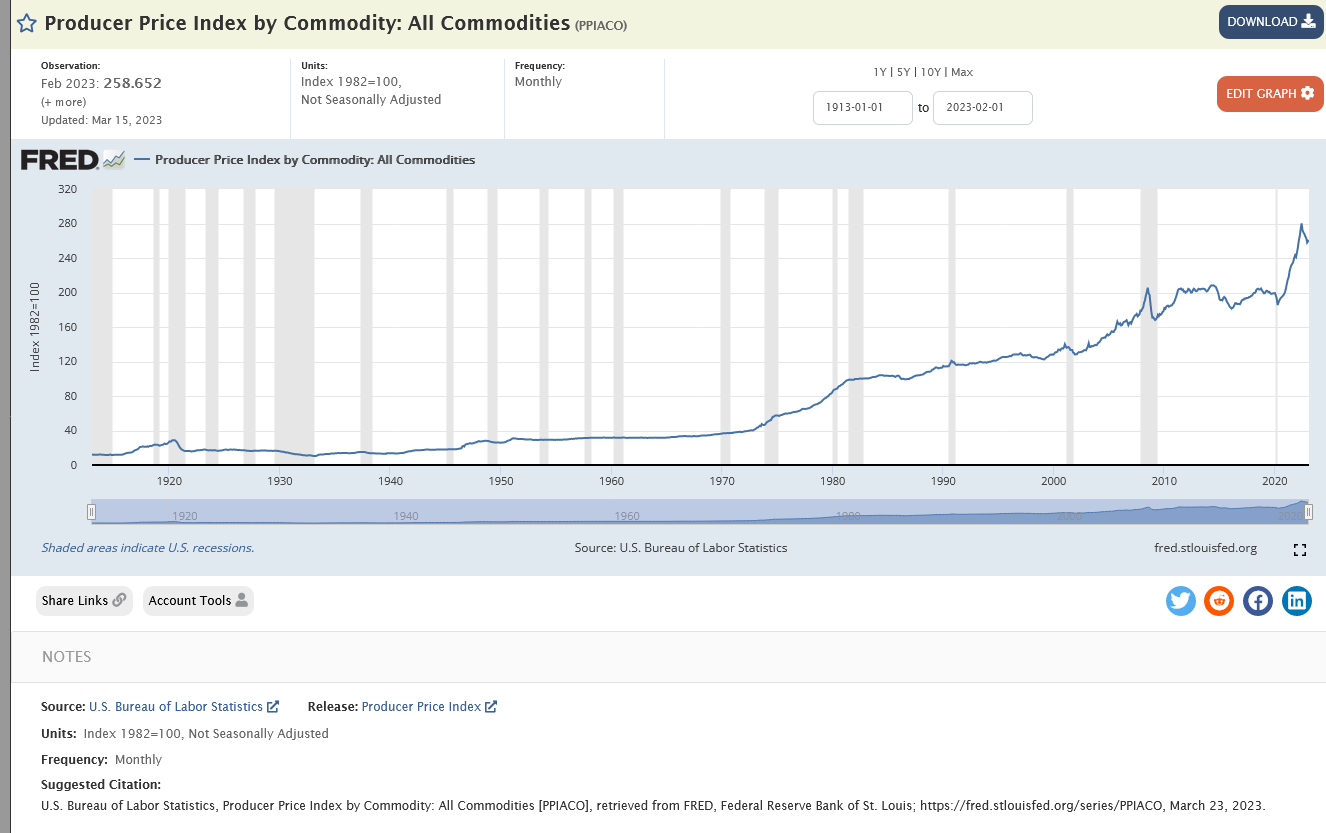 Producer Price Index by Commodity: All Commodities (PPIACO)
DOWNLOAD
Observation:
Feb 2023: 258.652
(+ more)
Updated: Mar 15, 2023
Units:
Index 1982=100,
Not Seasonally Adjusted
Frequency:
Monthly
1Y | 5Y | 10Y | Max
1913-01-01 to 2023-02-01
EDIT GRAPH
FRED
Producer Price Index by Commodity: All Commodities
Index 1982=100
320
280
240
200
160
120
80
40
0
1920 1930 1940 1950 1960 1970 1980 1990 2000 2010 2020
1920 1940 1960 1980 2000 2020
Shaded areas indicate U.S. recessions.
Source: U.S. Bureau of Labor Statistics
fred.stlouisfed.org
Share Links
Account Tools
NOTES
Source: U.S. Bureau of Labor Statistics
Release: Producer Price Index
Units: Index 1982=100, Not Seasonally Adjusted
Frequency: Monthly
Suggested Citation:
U.S. Bureau of Labor Statistics, Producer Price Index by Commodity: All Commodities [PPIACO], retrieved from FRED, Federal Reserve Bank of St. Louis; https://fred.stlouisfed.org/series/PPIACO, March 23, 2023.